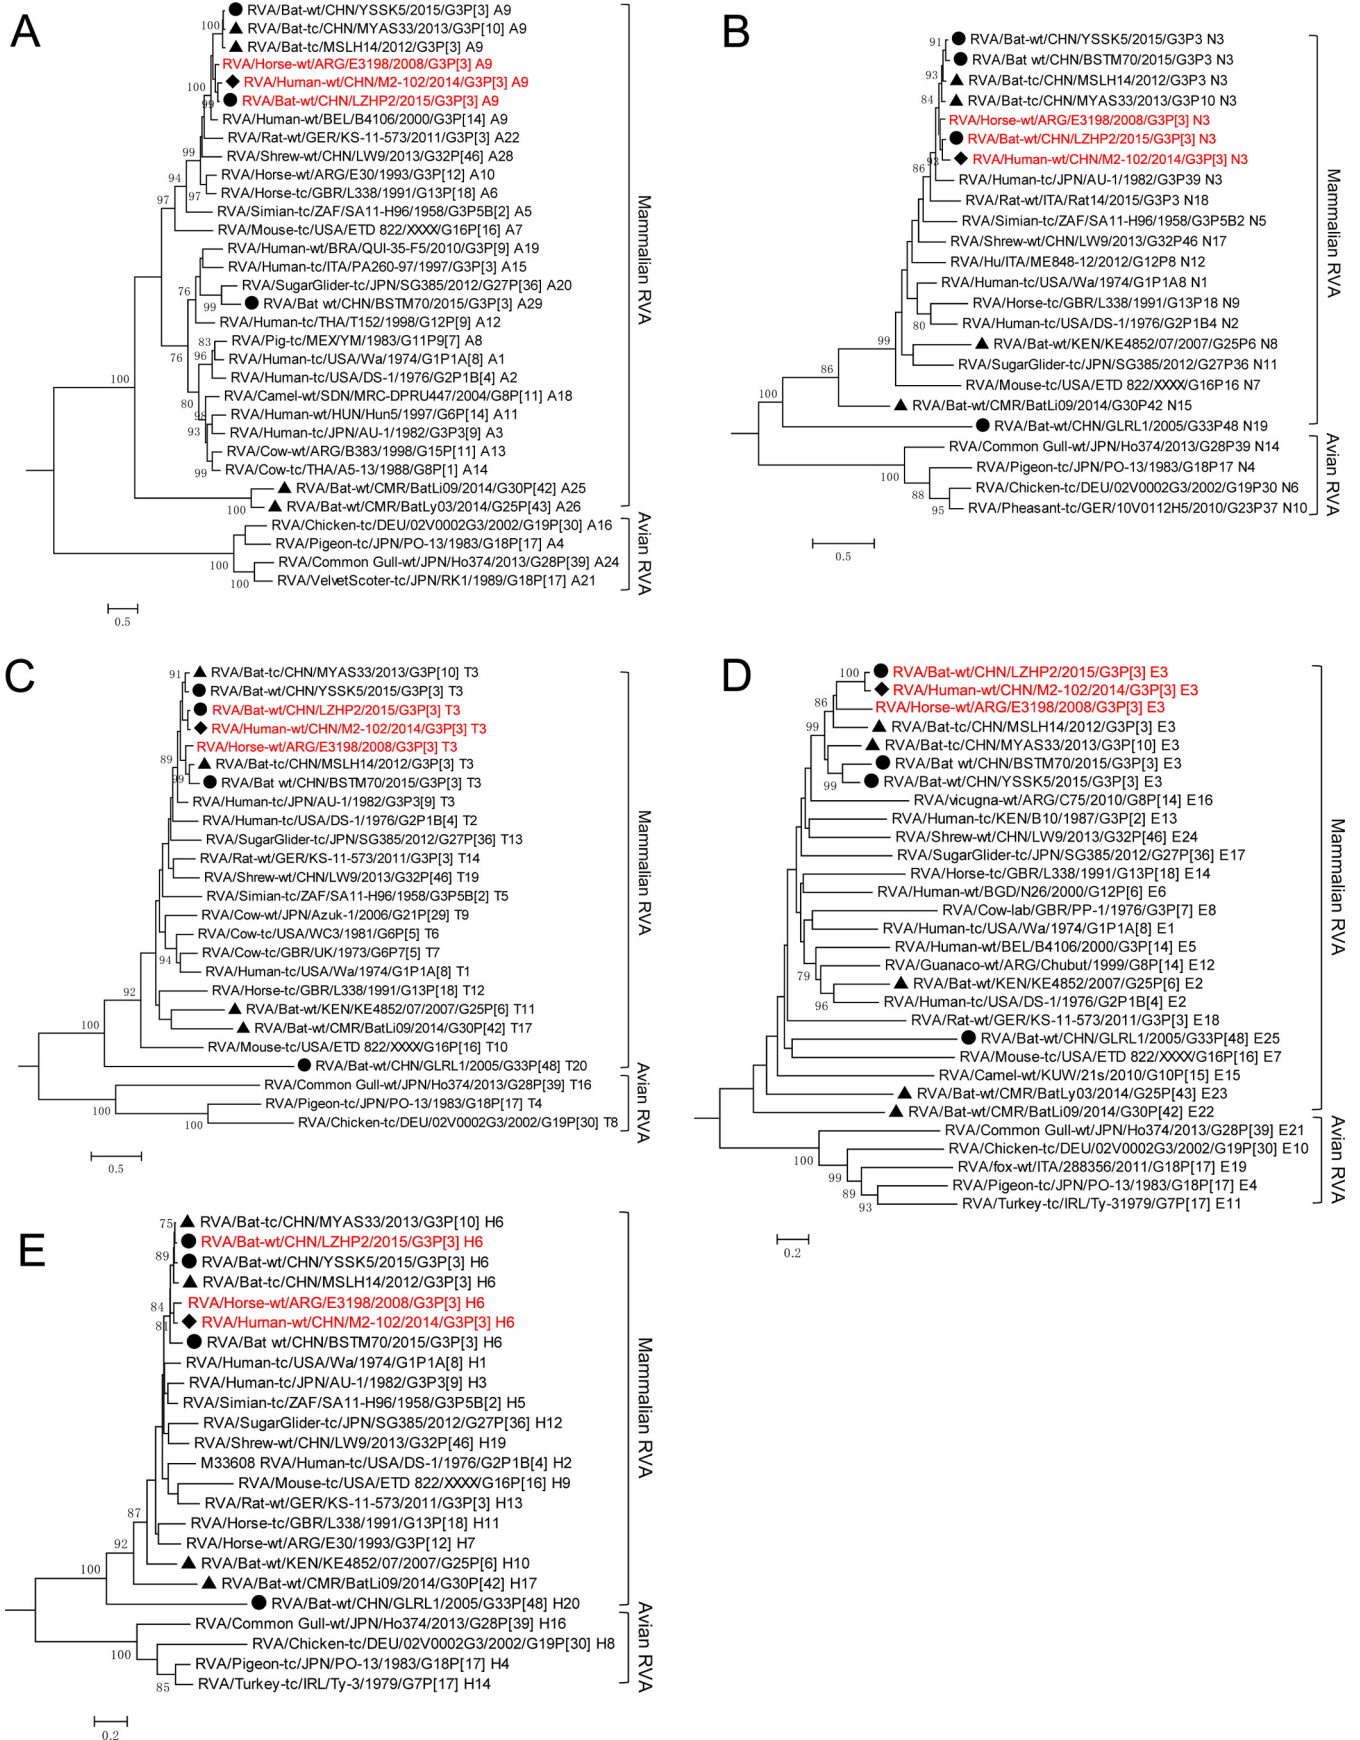 A
RVA/Bat-wt/CHN/YSSK5/2015/G3P[3] A9
RVA/Bat-tc/CHN/MYAS33/2013/G3P[10] A9
RVA/Bat-tc/MSLH14/2012/G3P[3] A9
RVA/Horse-wt/ARG/E3198/2008/G3P[3] A9
RVA/Human-wt/CHN/M2-102/2014/G3P[3] A9
RVA/Bat-wt/CHN/LZHP2/2015/G3P[3] A9
RVA/Human-wt/BEL/B4106/2000/G3P[14] A9
RVA/Rat-wt/GER/KS-11-573/2011/G3P[3] A22
RVA/Shrew-wt/CHN/LW9/2013/G32P[46] A28
RVA/Horse-wt/ARG/E30/1993/G3P[12] A10
RVA/Horse-tc/GBR/L338/1991/G13P[18] A6
RVA/Simian-tc/ZAF/SA11-H96/1958/G3P5B[2] A5
RVA/Mouse-tc/USA/ETD 822/XXXX/G16P[16] A7
RVA/Human-wt/BRA/QUI-35-F5/2010/G3P[9] A19
RVA/Human-tc/ITA/PA260-97/1997/G3P[3] A15
RVA/SugarGlider-tc/JPN/SG385/2012/G27P[36] A20
RVA/Bat wt/CHN/BSTM70/2015/G3P[3] A29
RVA/Human-tc/THA/T152/1998/G12P[9] A12
RVA/Pig-tc/MEX/YM/1983/G11P9[7] A8
RVA/Human-tc/USA/Wa/1974/G1P1A[8] A1
RVA/Human-tc/USA/DS-1/1976/G2P1B[4] A2
RVA/Camel-wt/SDN/MRC-DPRU447/2004/G8P[11] A18
RVA/Human-wt/HUN/Hun5/1997/G6P[14] A11
RVA/Human-tc/JPN/AU-1/1982/G3P3[9] A3
RVA/Cow-wt/ARG/B383/1998/G15P[11] A13
RVA/Cow-tc/THA/A5-13/1988/G8P[1] A14
RVA/Bat-wt/CMR/BatLi09/2014/G30P[42] A25
RVA/Bat-wt/CMR/BatLy03/2014/G25P[43] A26
RVA/Chicken-tc/DEU/02V0002G3/2002/G19P[30] A16
RVA/Pigeon-tc/JPN/PO-13/1983/G18P[17] A4
RVA/Common Gull-wt/JPN/Ho374/2013/G28P[39] A24
RVA/VelvetScoter-tc/JPN/RK1/1989/G18P[17] A21
100
100
99
99
94
97
97
76
99
76
83
96
80
98
93
99
100
100
100
100
Mammalian RVA
Avian RVA
0.5
B
RVA/Bat-wt/CHN/YSSK5/2015/G3P3 N3
RVA/Bat wt/CHN/BSTM70/2015/G3P3 N3
RVA/Bat-tc/CHN/MSLH14/2012/G3P3 N3
RVA/Bat-tc/CHN/MYAS33/2013/G3P10 N3
RVA/Horse-wt/ARG/E3198/2008/G3P[3] N3
RVA/Bat-wt/CHN/LZHP2/2015/G3P[3] N3
RVA/Human-wt/CHN/M2-102/2014/G3P[3] N3
RVA/Human-tc/JPN/AU-1/1982/G3P39 N3
RVA/Rat-wt/ITA/Rat14/2015/G3P3 N18
RVA/Simian-tc/ZAF/SA11-H96/1958/G3P5B2 N5
RVA/Shrew-wt/CHN/LW9/2013/G32P46 N17
RVA/Hu/ITA/ME848-12/2012/G12P8 N12
RVA/Human-tc/USA/Wa/1974/G1P1A8 N1
RVA/Horse-tc/GBR/L338/1991/G13P18 N9
RVA/Human-tc/USA/DS-1/1976/G2P1B4 N2
RVA/Bat-wt/KEN/KE4852/07/2007/G25P6 N8
RVA/SugarGlider-tc/JPN/SG385/2012/G27P36 N11
RVA/Mouse-tc/USA/ETD 822/XXXX/G16P16 N7
RVA/Bat-wt/CMR/BatLi09/2014/G30P42 N15
RVA/Bat-wt/CHN/GLRL1/2005/G33P48 N19
RVA/Common Gull-wt/JPN/Ho374/2013/G28P39 N14
RVA/Pigeon-tc/JPN/PO-13/1983/G18P17 N4
RVA/Chicken-tc/DEU/02V0002G3/2002/G19P30 N6
RVA/Pheasant-tc/GER/10V0112H5/2010/G23P37 N10
91
93
84
93
86
80
99
86
100
100
88
95
Mammalian RVA
Avian RVA
0.5
C
RVA/Bat-tc/CHN/MYAS33/2013/G3P[10] T3
RVA/Bat-wt/CHN/YSSK5/2015/G3P[3] T3
RVA/Bat-wt/CHN/LZHP2/2015/G3P[3] T3
RVA/Human-wt/CHN/M2-102/2014/G3P[3] T3
RVA/Horse-wt/ARG/E3198/2008/G3P[3] T3
RVA/Bat-tc/CHN/MSLH14/2012/G3P[3] T3
RVA/Bat wt/CHN/BSTM70/2015/G3P[3] T3
RVA/Human-tc/JPN/AU-1/1982/G3P3[9] T3
RVA/Human-tc/USA/DS-1/1976/G2P1B[4] T2
RVA/SugarGlider-tc/JPN/SG385/2012/G27P[36] T13
RVA/Rat-wt/GER/KS-11-573/2011/G3P[3] T14
RVA/Shrew-wt/CHN/LW9/2013/G32P[46] T19
RVA/Simian-tc/ZAF/SA11-H96/1958/G3P5B[2] T5
RVA/Cow-wt/JPN/Azuk-1/2006/G21P[29] T9
RVA/Cow-tc/USA/WC3/1981/G6P[5] T6
RVA/Cow-tc/GBR/UK/1973/G6P7[5] T7
RVA/Human-tc/USA/Wa/1974/G1P1A[8] T1
RVA/Horse-tc/GBR/L338/1991/G13P[18] T12
RVA/Bat-wt/KEN/KE4852/07/2007/G25P[6] T11
RVA/Bat-wt/CMR/BatLi09/2014/G30P[42] T17
RVA/Mouse-tc/USA/ETD 822/XXXX/G16P[16] T10
RVA/Bat-wt/CHN/GLRL1/2005/G33P[48] T20
RVA/Common Gull-wt/JPN/Ho374/2013/G28P[39] T16
RVA/Pigeon-tc/JPN/PO-13/1983/G18P[17] T4
RVA/Chicken-tc/DEU/02V0002G3/2002/G19P[30] T8
91
89
99
94
92
100
100
100
Mammalian RVA
Avian RVA
0.5
D
RVA/Bat-wt/CHN/LZHP2/2015/G3P[3] E3
RVA/Human-wt/CHN/M2-102/2014/G3P[3] E3
RVA/Horse-wt/ARG/E3198/2008/G3P[3] E3
RVA/Bat-tc/CHN/MSLH14/2012/G3P[3] E3
RVA/Bat-tc/CHN/MYAS33/2013/G3P[10] E3
RVA/Bat wt/CHN/BSTM70/2015/G3P[3] E3
RVA/Bat-wt/CHN/YSSK5/2015/G3P[3] E3
RVA/vicugna-wt/ARG/C75/2010/G8P[14] E16
RVA/Human-tc/KEN/B10/1987/G3P[2] E13
RVA/Shrew-wt/CHN/LW9/2013/G32P[46] E24
RVA/SugarGlider-tc/JPN/SG385/2012/G27P[36] E17
RVA/Horse-tc/GBR/L338/1991/G13P[18] E14
RVA/Human-wt/BGD/N26/2000/G12P[6] E6
RVA/Cow-lab/GBR/PP-1/1976/G3P[7] E8
RVA/Human-tc/USA/Wa/1974/G1P1A[8] E1
RVA/Human-wt/BEL/B4106/2000/G3P[14] E5
RVA/Guanaco-wt/ARG/Chubut/1999/G8P[14] E12
RVA/Bat-wt/KEN/KE4852/07/2007/G25P[6] E2
RVA/Human-tc/USA/DS-1/1976/G2P1B[4] E2
RVA/Rat-wt/GER/KS-11-573/2011/G3P[3] E18
RVA/Bat-wt/CHN/GLRL1/2005/G33P[48] E25
RVA/Mouse-tc/USA/ETD 822/XXXX/G16P[16] E7
RVA/Camel-wt/KUW/21s/2010/G10P[15] E15
RVA/Bat-wt/CMR/BatLy03/2014/G25P[43] E23
RVA/Bat-wt/CMR/BatLi09/2014/G30P[42] E22
RVA/Common Gull-wt/JPN/Ho374/2013/G28P[39] E21
RVA/Chicken-tc/DEU/02V0002G3/2002/G19P[30] E10
RVA/fox-wt/ITA/288356/2011/G18P[17] E19
RVA/Pigeon-tc/JPN/PO-13/1983/G18P[17] E4
RVA/Turkey-tc/IRL/Ty-31979/G7P[17] E11
100
86
99
99
79
96
100
99
89
93
Mammalian RVA
Avian RVA
0.2
E
RVA/Bat-tc/CHN/MYAS33/2013/G3P[10] H6
RVA/Bat-wt/CHN/LZHP2/2015/G3P[3] H6
RVA/Bat-wt/CHN/YSSK5/2015/G3P[3] H6
RVA/Bat-tc/CHN/MSLH14/2012/G3P[3] H6
RVA/Horse-wt/ARG/E3198/2008/G3P[3] H6
RVA/Human-wt/CHN/M2-102/2014/G3P[3] H6
RVA/Bat wt/CHN/BSTM70/2015/G3P[3] H6
RVA/Human-tc/USA/Wa/1974/G1P1A[8] H1
RVA/Human-tc/JPN/AU-1/1982/G3P3[9] H3
RVA/Simian-tc/ZAF/SA11-H96/1958/G3P5B[2] H5
RVA/SugarGlider-tc/JPN/SG385/2012/G27P[36] H12
RVA/Shrew-wt/CHN/LW9/2013/G32P[46] H19
M33608 RVA/Human-tc/USA/DS-1/1976/G2P1B[4] H2
RVA/Mouse-tc/USA/ETD 822/XXXX/G16P[16] H9
RVA/Rat-wt/GER/KS-11-573/2011/G3P[3] H13
RVA/Horse-tc/GBR/L338/1991/G13P[18] H11
RVA/Horse-wt/ARG/E30/1993/G3P[12] H7
RVA/Bat-wt/KEN/KE4852/07/2007/G25P[6] H10
RVA/Bat-wt/CMR/BatLi09/2014/G30P[42] H17
RVA/Bat-wt/CHN/GLRL1/2005/G33P[48] H20
RVA/Common Gull-wt/JPN/Ho374/2013/G28P[39] H16
RVA/Chicken-tc/DEU/02V0002G3/2002/G19P[30] H8
RVA/Pigeon-tc/JPN/PO-13/1983/G18P[17] H4
RVA/Turkey-tc/IRL/Ty-3/1979/G7P[17] H14
75
89
84
81
87
92
100
100
85
Mammalian RVA
Avian RVA
0.2